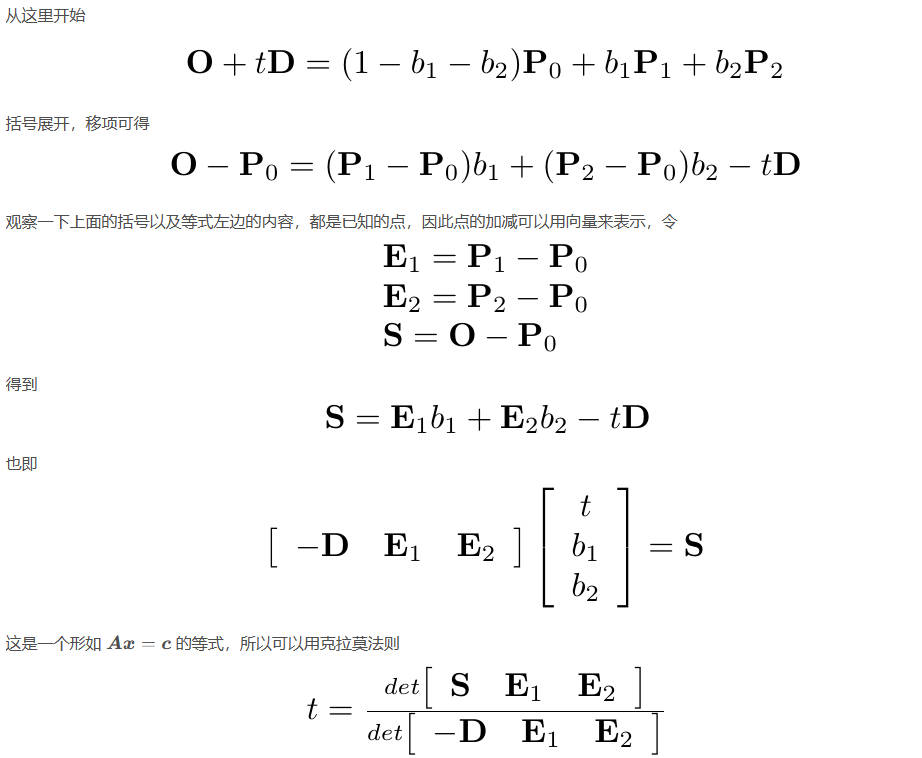 从这里开始
O + tD = (1 − b₁ − b₂)P₀ + b₁P₁ + b₂P₂
括号展开，移项可得
O − P₀ = (P₁ − P₀)b₁ + (P₂ − P₀)b₂ − tD
观察一下上面的括号以及等式左边的内容，都是已知的点，因此点的加减可以用向量来表示，令
E₁ = P₁ − P₀
E₂ = P₂ − P₀
S = O − P₀
得到
S = E₁b₁ + E₂b₂ − tD
也即
[ −D E₁ E₂ ] [ t b₁ b₂ ] = S
这是一个形如 Ax = c 的等式，所以可以用克拉莫法则
t = det[ S E₁ E₂ ] / det[ −D E₁ E₂ ]